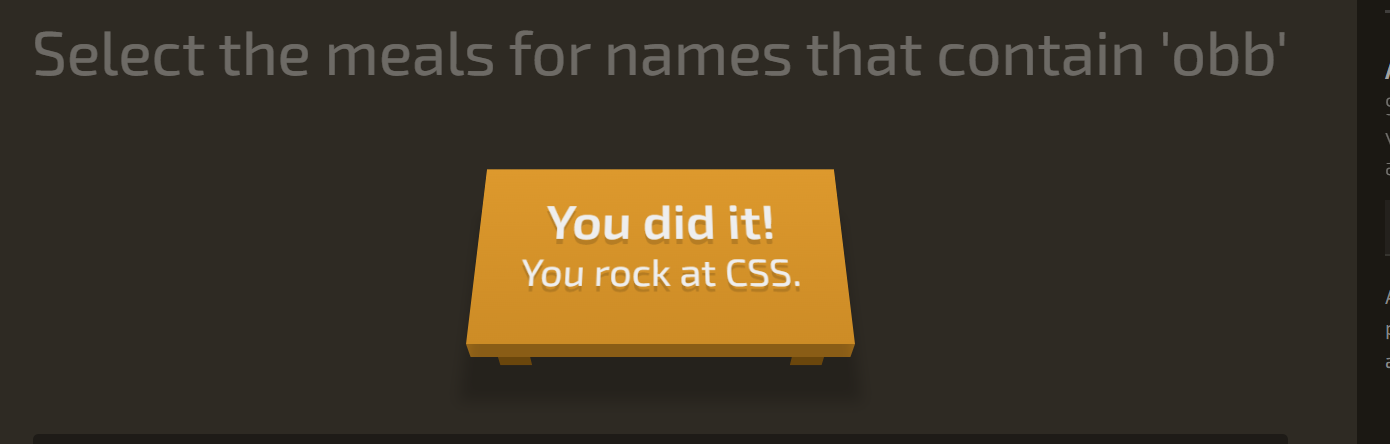 Select the meals for names that contain 'obb'
You did it!
You rock at CSS.